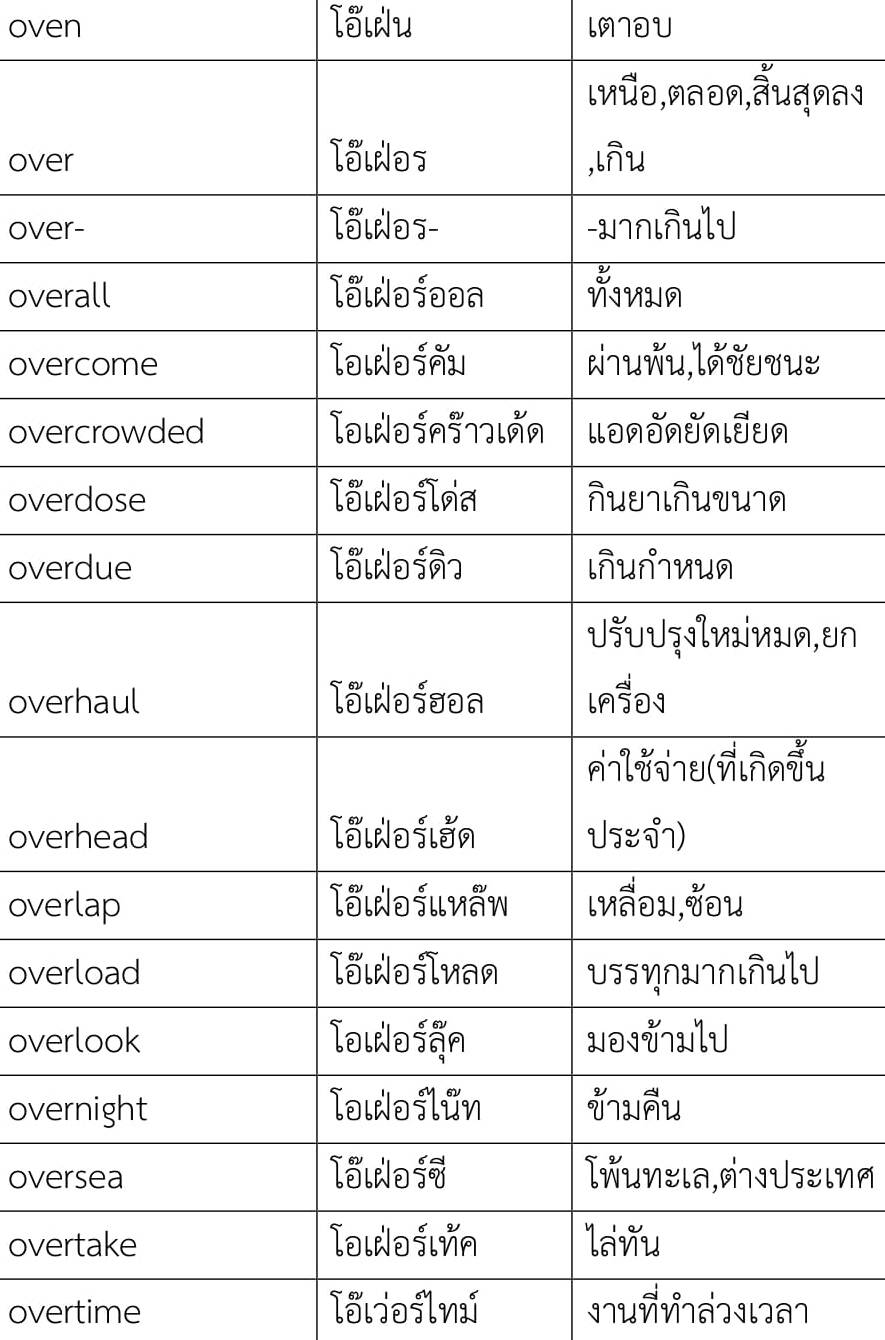 oven โอ๊เฝ่น เตาอบ
เหนือ,ตลอด,สิ้นสุดลง
over โอ๊เฝ่อร ,เกิน
over- โอ๊เฝ่อร- -มากเกินไป
overall โอ๊เฝ่อร์ออล ทั้งหมด
overcome โอเฝ่อร์คัม ผ่านพ้น,ได้ชัยชนะ
overcrowded โอเฝ่อร์คร๊าวเด้ด แออดอัดยัดเยียด
overdose โอ๊เฝ่อร์โด่ส กินยาเกินขนาด
overdue โอ๊เฝ่อร์ดิว เกินกำหนด
ปรับปรุงใหม่หมด,ยก
overhaul โอ๊เฝ่อร์ฮอล เครื่อง
ค่าใช้จ่าย(ที่เกิดขึ้น
overhead โอ๊เฝ่อร์เฮ้ด ประจำ)
overlap โอ๊เฝ่อร์แหล๊พ เหลื่อม,ซ้อน
overload โอ๊เฝ่อร์โหลด บรรทุกมากเกินไป
overlook โอเฝ่อร์ลุ๊ค มองข้ามไป
overnight โอเฝ่อร์ไน๊ท ข้ามคืน
oversea โอ๊เฝ่อร์ซี โพ้นทะเล,ต่างประเทศ
overtake โอเฝ่อร์เท้ค ไล่ทัน
overtime โอ๊เว่อร์ไทม์ งานที่ทำล่วงเวลา